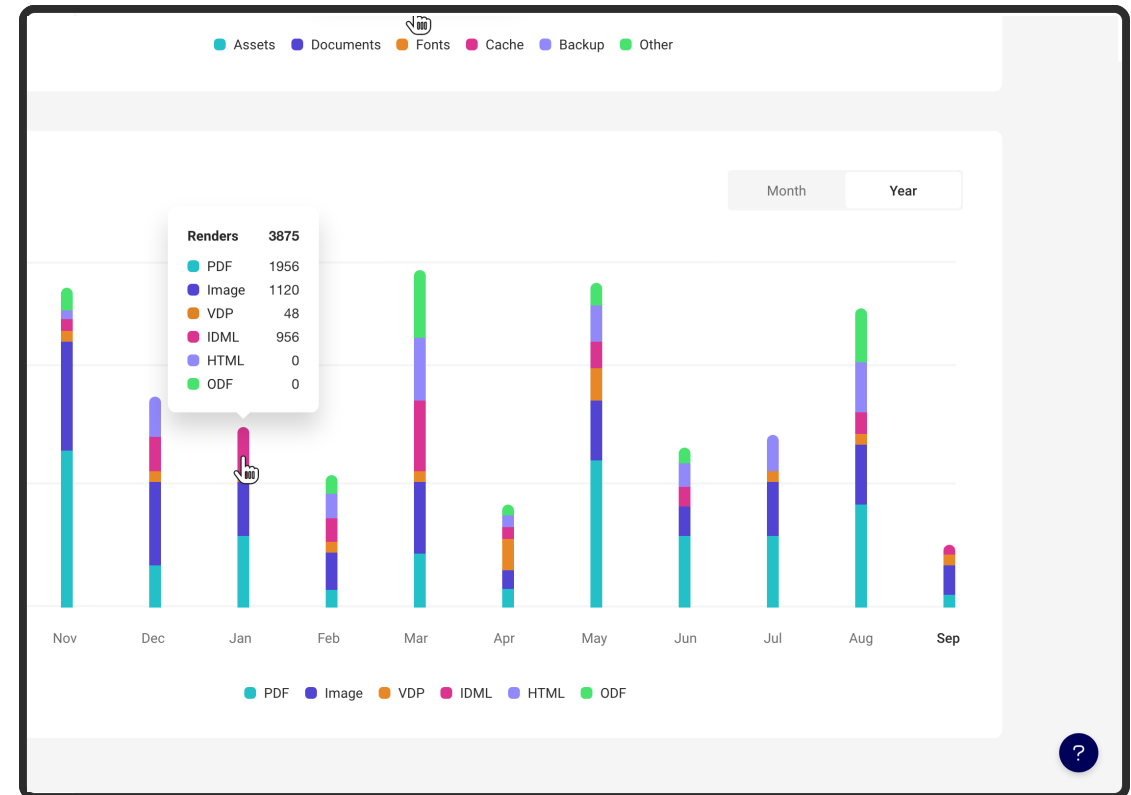 Assets Documents Fonts Cache Backup Other
Month Year
Renders 3875
PDF 1956
Image 1120
VDP 48
IDML 956
HTML 0
ODF 0
Nov Dec Jan Feb Mar Apr May Jun Jul Aug Sep
PDF Image VDP IDML HTML ODF
?